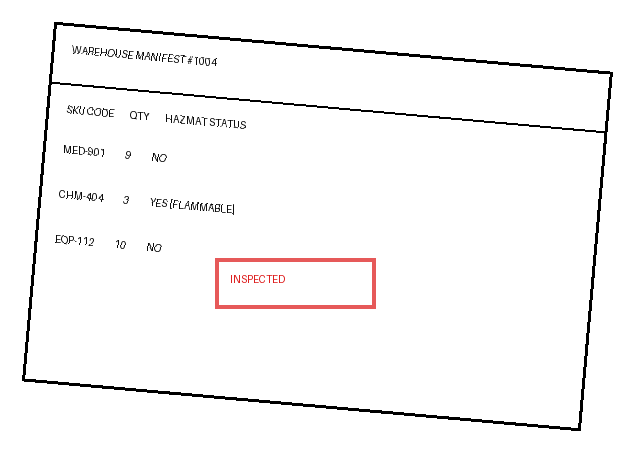 WAREHOUSE MANIFEST #1004
SKU CODE QTY HAZMAT STATUS
MED-901 9 NO
CHM-404 3 YES [FLAMMABLE]
EQP-112 10 NO
INSPECTED